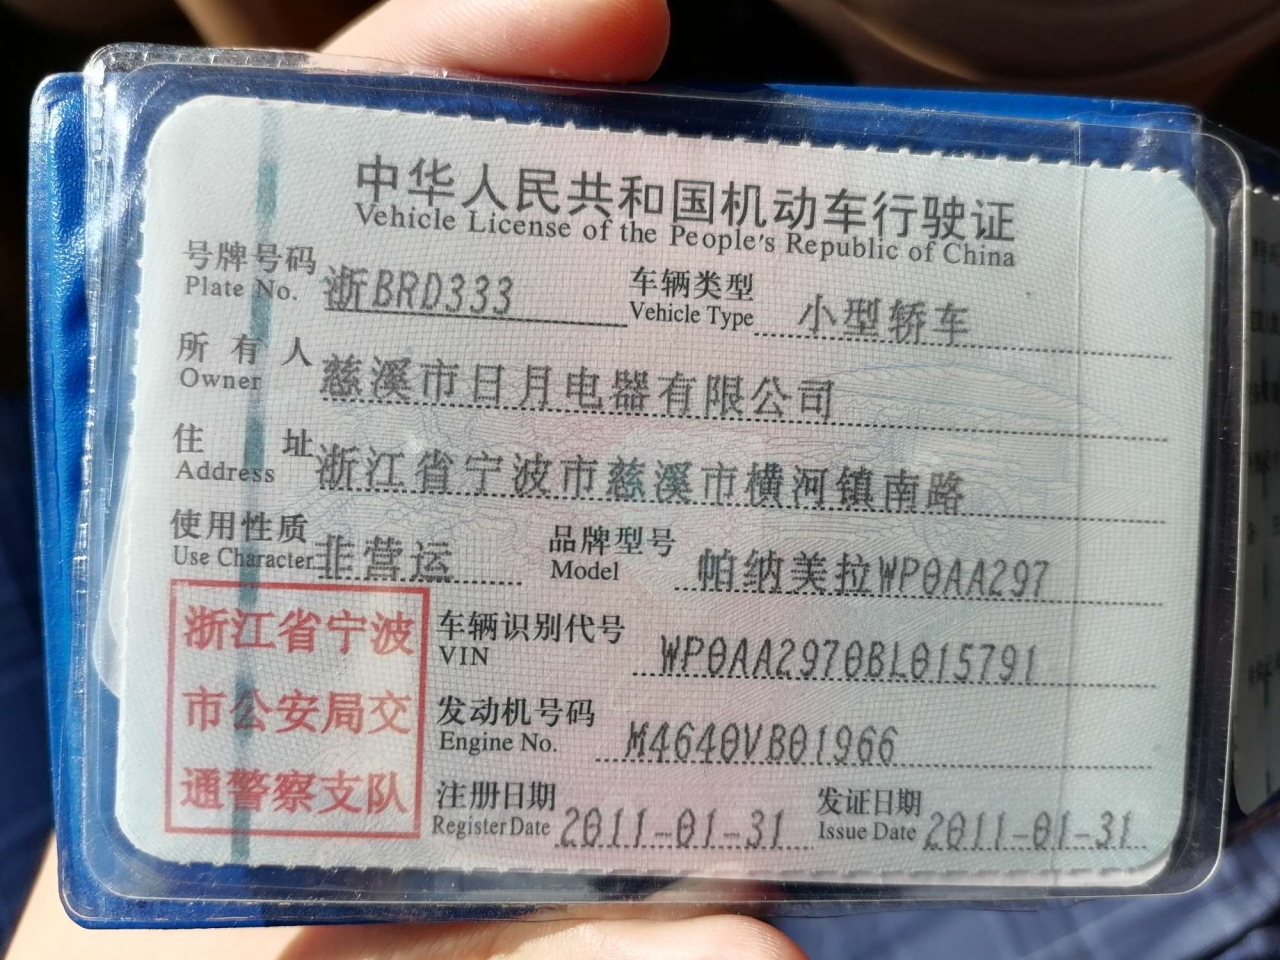 中华人民共和国机动车行驶证
Vehicle License of the People's Republic of China
号牌号码 浙BRD333 车辆类型 小型轿车
Plate No. Vehicle Type
所有人 慈溪市日月电器有限公司
Owner
住址 浙江省宁波市慈溪市横河镇南路
Address
使用性质 非营运 品牌型号 帕纳美拉WP0AA297
Use Character Model
浙江省宁波
市公安局交
通警察支队
车辆识别代号 WP0AA2970BL015791
VIN
发动机号码 M4640VB01966
Engine No.
注册日期 2011-01-31 发证日期 2011-01-31
Register Date Issue Date